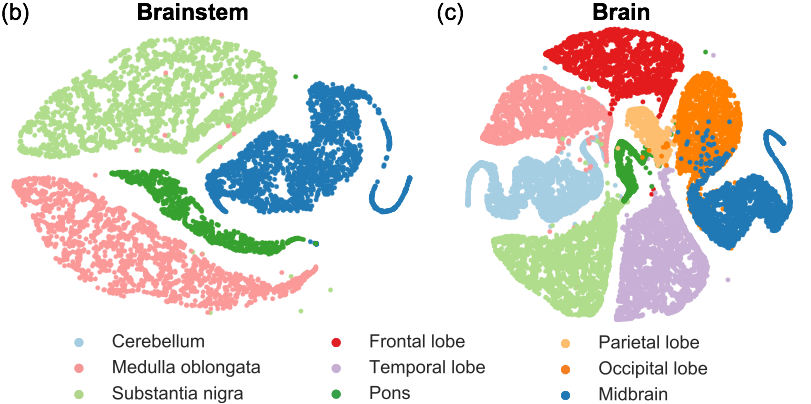 (b) Brainstem
(c) Brain
Cerebellum
Medulla oblongata
Substantia nigra
Frontal lobe
Temporal lobe
Pons
Parietal lobe
Occipital lobe
Midbrain